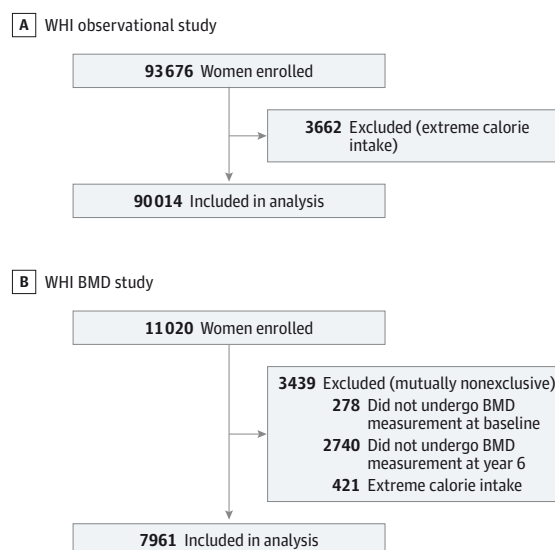 A WHI observational study
93676 Women enrolled
3662 Excluded (extreme calorie
intake)
90014 Included in analysis
B WHI BMD study
11020 Women enrolled
3439 Excluded (mutually nonexclusive)
278 Did not undergo BMD
measurement at baseline
2740 Did not undergo BMD
measurement at year 6
421 Extreme calorie intake
7961 Included in analysis